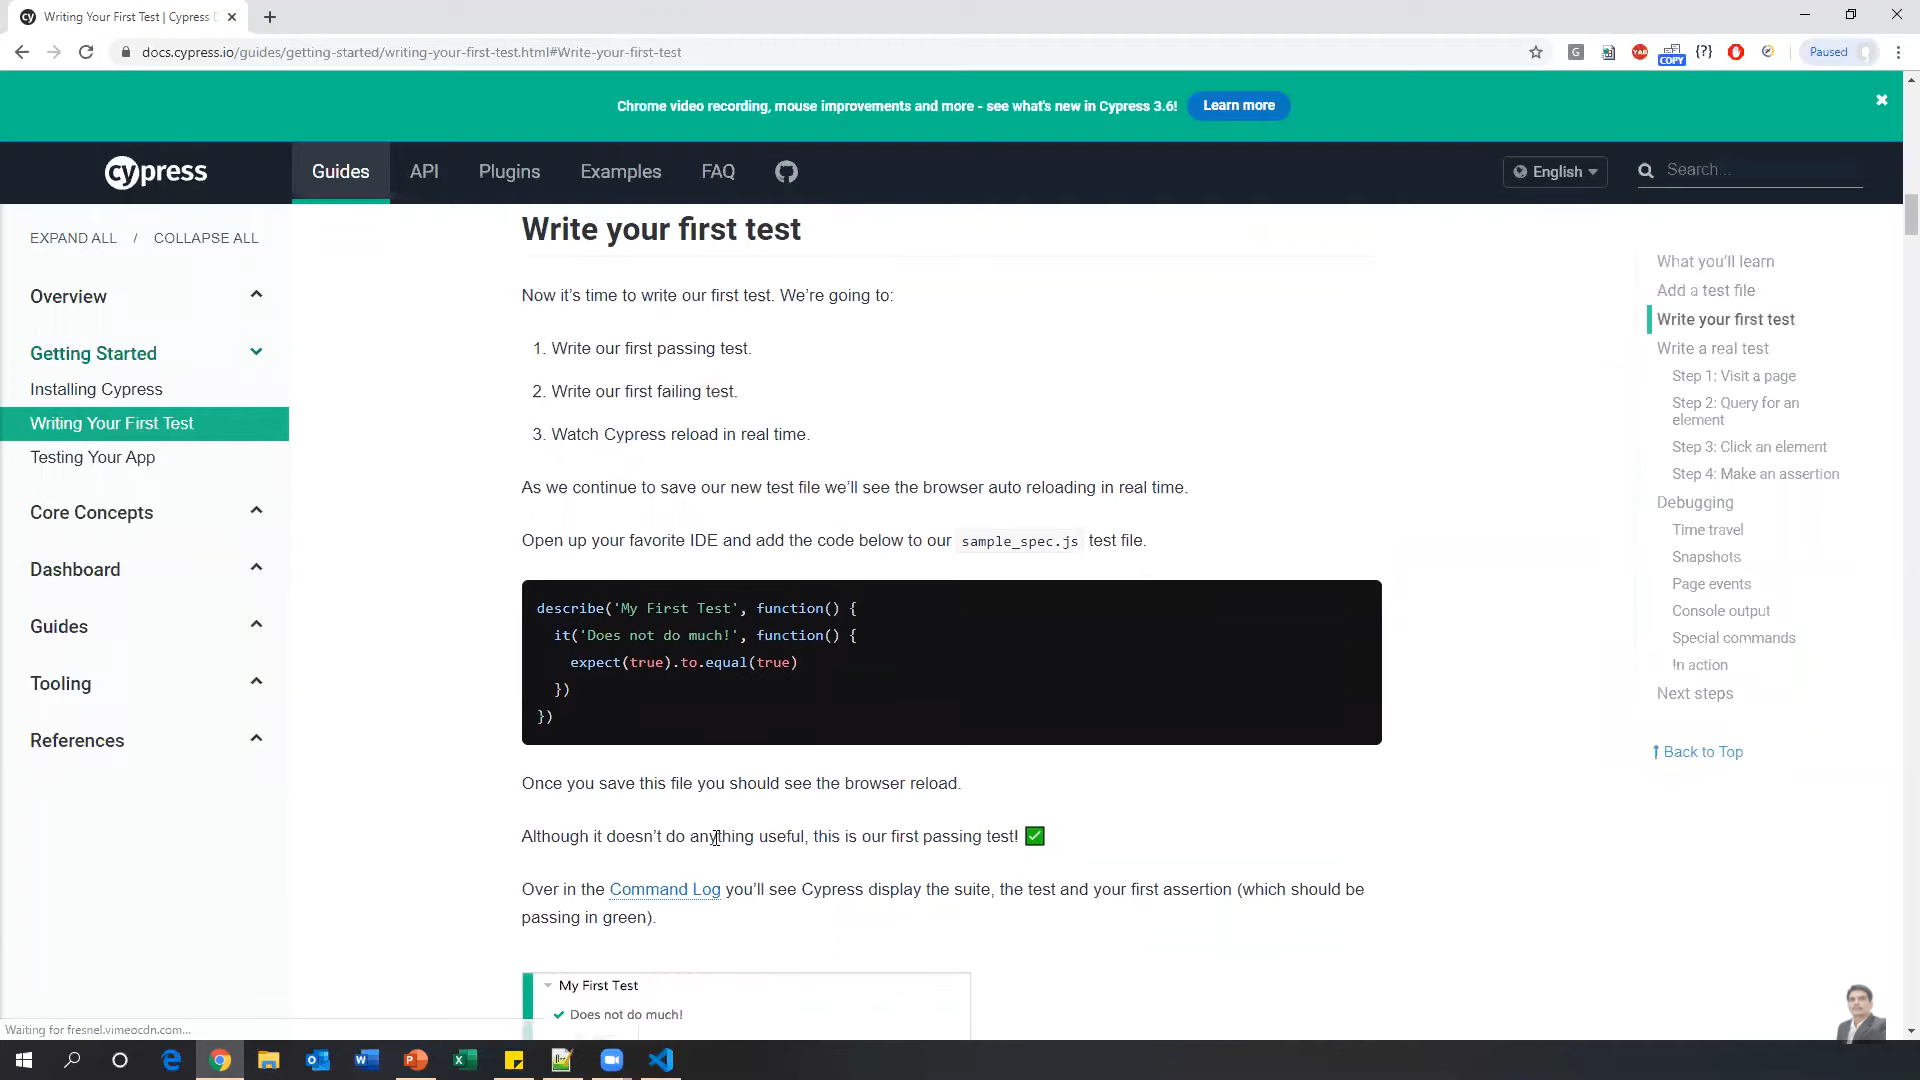 Writing Your First Test | Cypress D
docs.cypress.io/guides/getting-started/writing-your-first-test.html#Write-your-first-test
COPY
Paused
Chrome video recording, mouse improvements and more - see what's new in Cypress 3.6!
Learn more
cypress
Guides
API
Plugins
Examples
FAQ
English
Search...
EXPAND ALL / COLLAPSE ALL
Overview
Getting Started
Installing Cypress
Writing Your First Test
Testing Your App
Core Concepts
Dashboard
Guides
Tooling
References
Write your first test
Now it’s time to write our first test. We’re going to:
1. Write our first passing test.
2. Write our first failing test.
3. Watch Cypress reload in real time.
As we continue to save our new test file we’ll see the browser auto reloading in real time.
Open up your favorite IDE and add the code below to our sample_spec.js test file.
describe('My First Test', function() {
it('Does not do much!', function() {
expect(true).to.equal(true)
})
})
Once you save this file you should see the browser reload.
Although it doesn’t do anything useful, this is our first passing test! ✅
Over in the Command Log you’ll see Cypress display the suite, the test and your first assertion (which should be
passing in green).
My First Test
Does not do much!
What you’ll learn
Add a test file
Write your first test
Write a real test
Step 1: Visit a page
Step 2: Query for an
element
Step 3: Click an element
Step 4: Make an assertion
Debugging
Time travel
Snapshots
Page events
Console output
Special commands
In action
Next steps
Back to Top
Waiting for fresnel.vimeocdn.com...